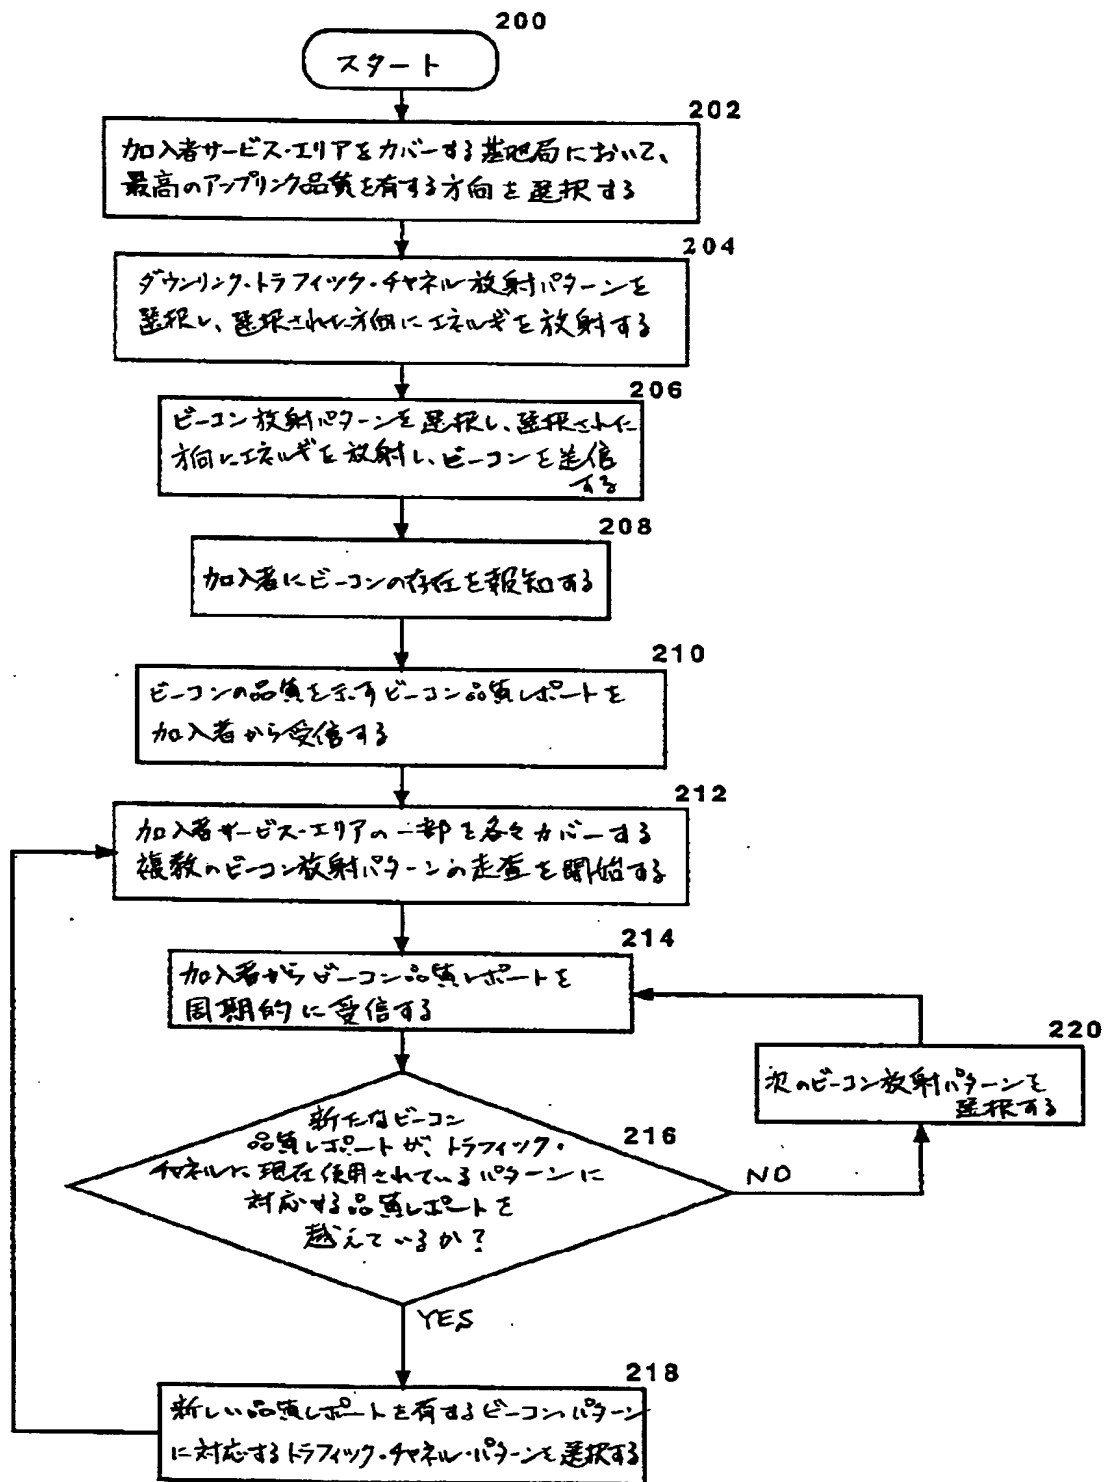 200
スタート
202
加入者サービス・エリアをカバーする基地局において、
最高のアップリンク品質を有する方向を選択する
204
ダウンリンク・トラフィック・チャネル放射パターンを
選択し、選択された方向にエネルギを放射する
206
ビーコン放射パターンを選択し、選択された
方向にエネルギを放射し、ビーコンを送信
する
208
加入者にビーコンの存在を報知する
210
ビーコンの品質を示すビーコン品質レポートを
加入者から受信する
212
加入者サービス・エリアの一部を各々カバーする
複数のビーコン放射パターンの走査を開始する
214
加入者からビーコン品質レポートを
周期的に受信する
220
次のビーコン放射パターンを
選択する
216
新たなビーコン
品質レポートが、トラフィック・
チャネルに現在使用されているパターンに
対応する品質レポートを
越えているか?
NO
YES
218
新しい品質レポートを有するビーコン・パターン
に対応するトラフィック・チャネル・パターンを選択する